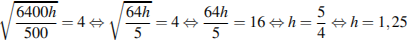 √(6400h/500) = 4 ⇔ √(64h/5) = 4 ⇔ 64h/5 = 16 ⇔ h = 5/4 ⇔ h = 1,25